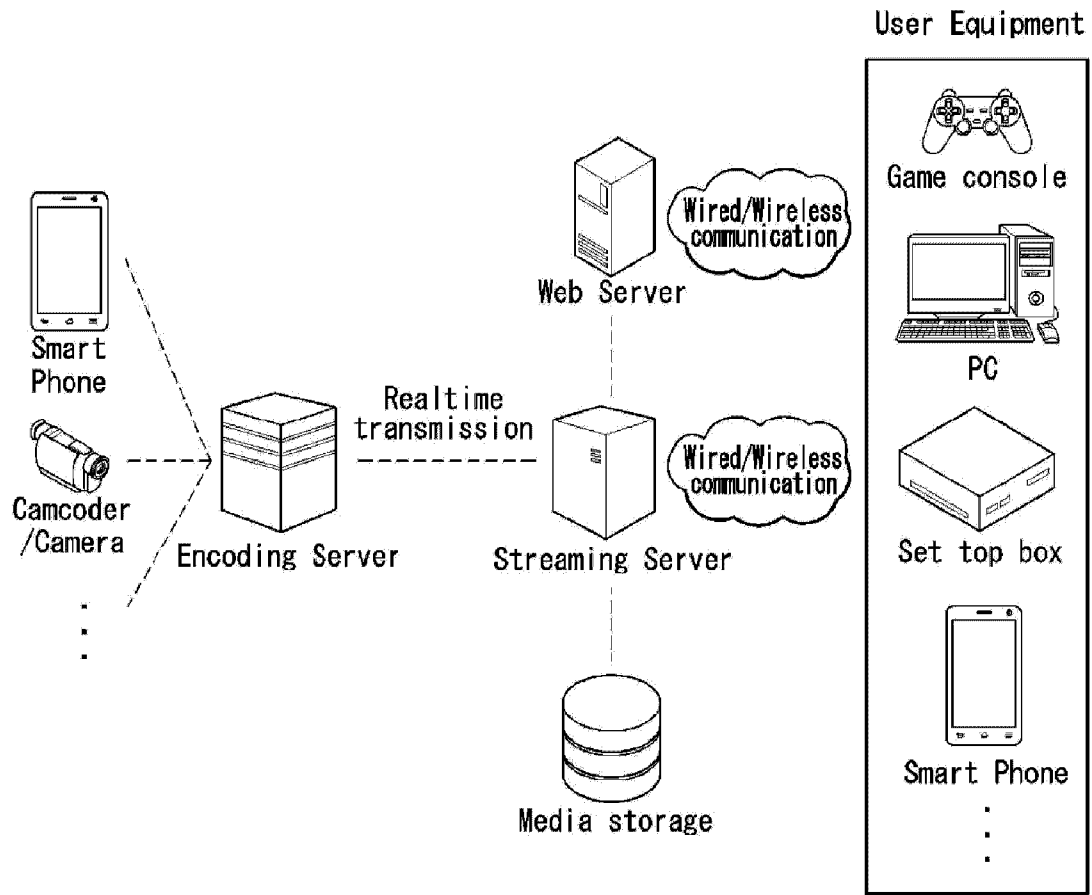 User Equipment
Game console
Wired/Wireless
communication
Web Server
PC
Smart
Phone
Realtime
transmission
Wired/Wireless
communication
Camcoder
/Camera
Encoding Server
Streaming Server
Set top box
Smart Phone
Media storage